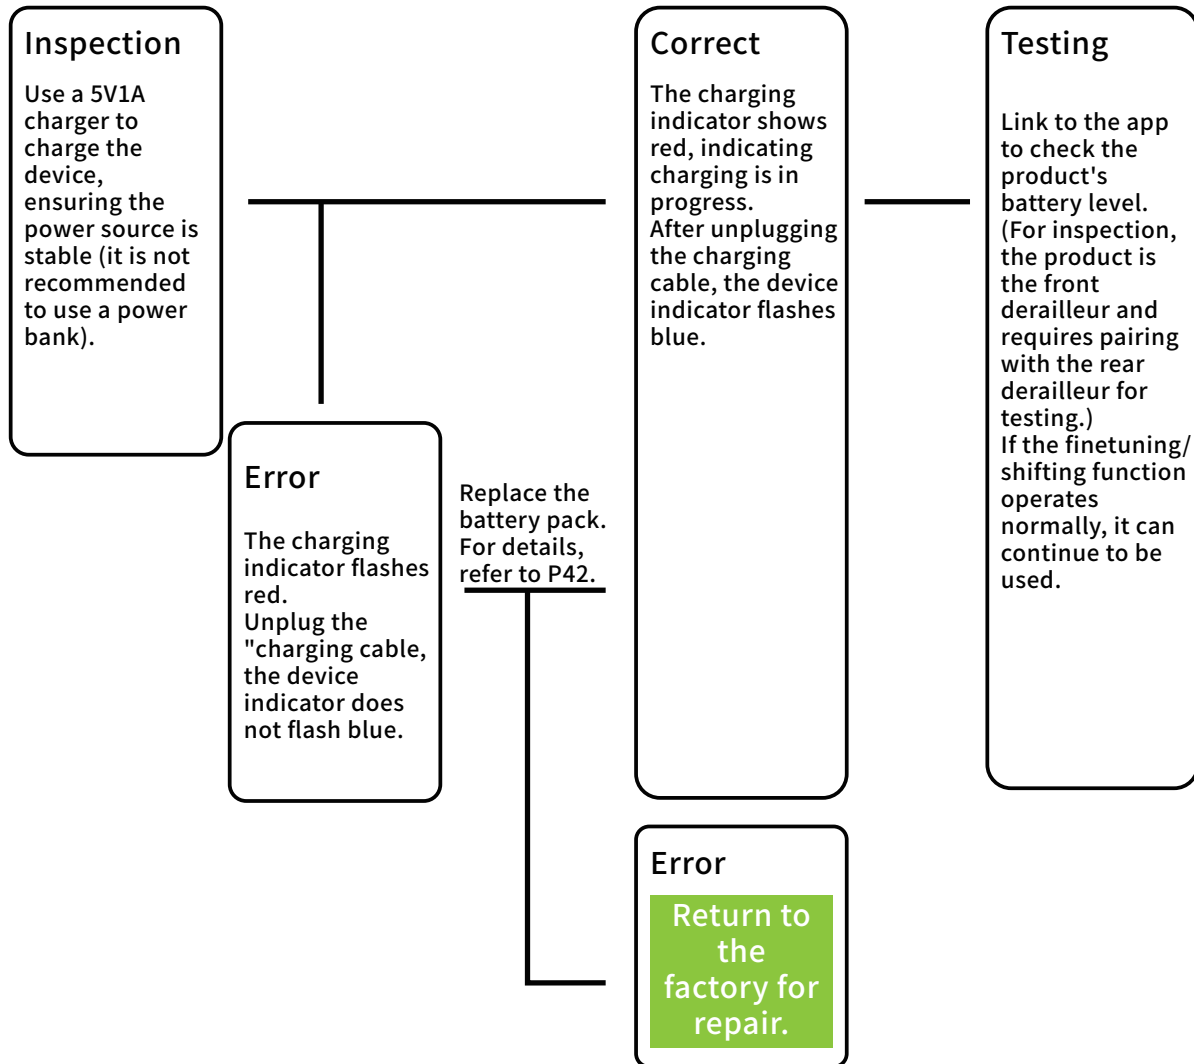 Inspection
Use a 5V1A
charger to
charge the
device,
ensuring the
power source is
stable (it is not
recommended
to use a power
bank).
Error
The charging
indicator flashes
red.
Unplug the
"charging cable,
the device
indicator does
not flash blue.
Replace the
battery pack.
For details,
refer to P42.
Correct
The charging
indicator shows
red, indicating
charging is in
progress.
After unplugging
the charging
cable, the device
indicator flashes
blue.
Error
Return to
the
factory for
repair.
Testing
Link to the app
to check the
product's
battery level.
(For inspection,
the product is
the front
derailleur and
requires pairing
with the rear
derailleur for
testing.)
If the finetuning/
shifting function
operates
normally, it can
continue to be
used.